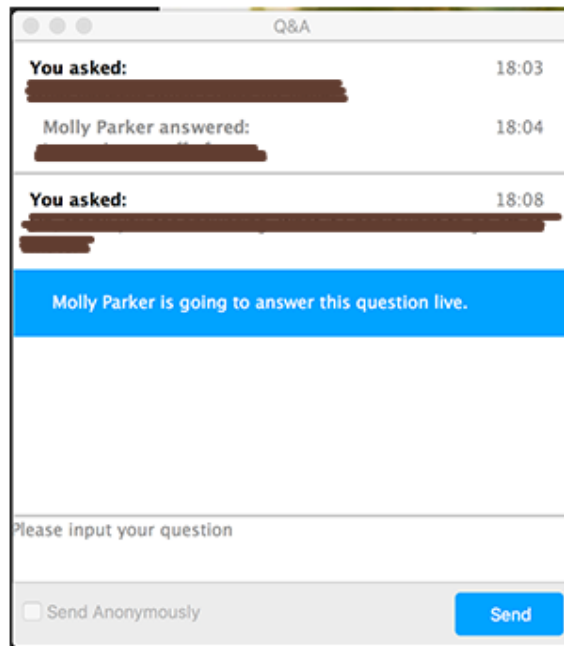 Q&A
You asked: 18:03
Molly Parker answered: 18:04
You asked: 18:08
Molly Parker is going to answer this question live.
Please input your question
Send Anonymously
Send